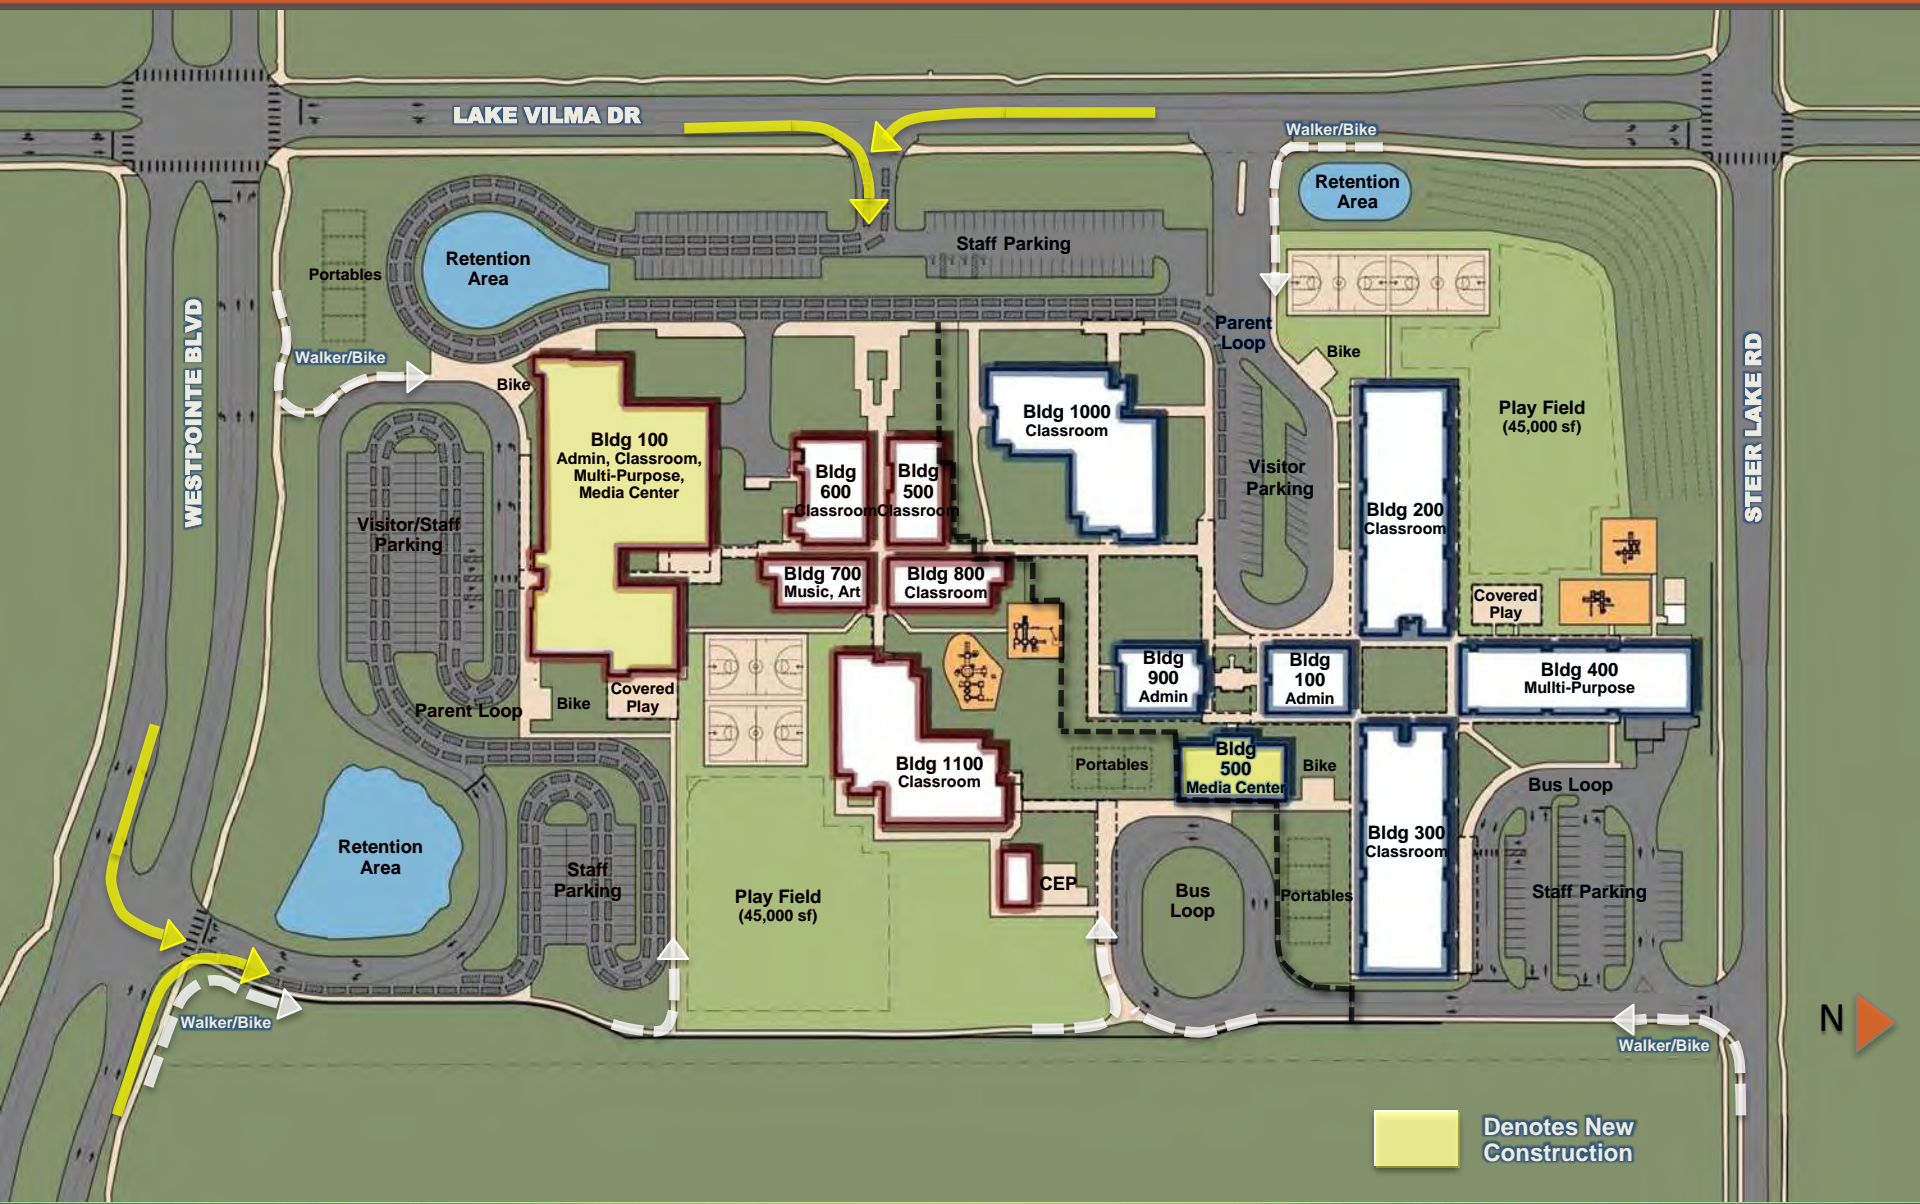 LAKE VILMA DR
Walker/Bike
Retention
Area
Staff Parking
Retention
Area
Portables
WESTPOINTE BLVD
Parent
Loop
STEER LAKE RD
Walker/Bike
Bike
Bike
Bldg 1000
Classroom
Play Field
(45,000 sf)
Bldg 100
Admin, Classroom,
Multi-Purpose,
Media Center
Bldg
600
Classroom
Bldg
500
Classroom
Visitor
Parking
Bldg 200
Classroom
Visitor/Staff
Parking
Bldg 700
Music, Art
Bldg 800
Classroom
Covered
Play
Bldg
900
Admin
Bldg
100
Admin
Bldg 400
Mullti-Purpose
Covered
Play
Bike
Parent Loop
Bldg 1100
Classroom
Portables
Bldg
500
Media Center
Bike
Bus Loop
Retention
Area
Staff
Parking
Bldg 300
Classroom
Play Field
(45,000 sf)
CEP
Bus
Loop
Portables
Staff Parking
Walker/Bike
Walker/Bike
N
Denotes New
Construction